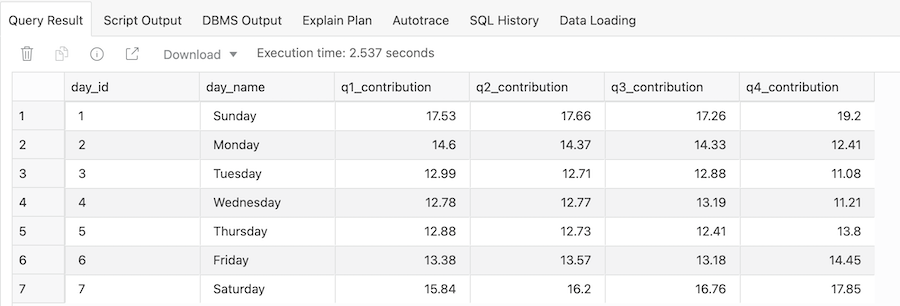 Query Result Script Output DBMS Output Explain Plan Autotrace SQL History Data Loading
Download Execution time: 2.537 seconds
day_id day_name q1_contribution q2_contribution q3_contribution q4_contribution
1 1 Sunday 17.53 17.66 17.26 19.2
2 2 Monday 14.6 14.37 14.33 12.41
3 3 Tuesday 12.99 12.71 12.88 11.08
4 4 Wednesday 12.78 12.77 13.19 11.21
5 5 Thursday 12.88 12.73 12.41 13.8
6 6 Friday 13.38 13.57 13.18 14.45
7 7 Saturday 15.84 16.2 16.76 17.85